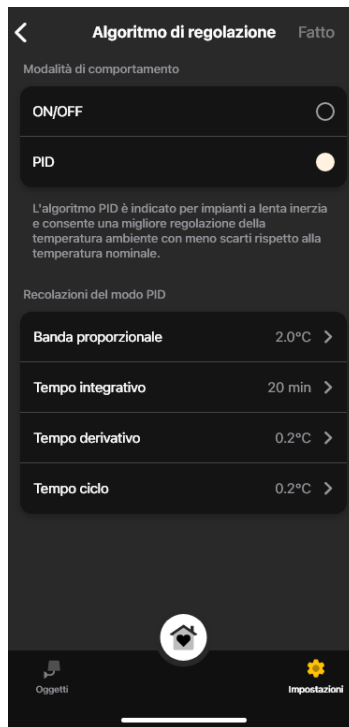 Algoritmo di regolazione Fatto
Modalità di comportamento
ON/OFF
PID
L'algoritmo PID è indicato per impianti a lenta inerzia
e consente una migliore regolazione della
temperatura ambiente con meno scarti rispetto alla
temperatura nominale.
Recolazioni del modo PID
Banda proporzionale 2.0°C
Tempo integrativo 20 min
Tempo derivativo 0.2°C
Tempo ciclo 0.2°C
Oggetti Impostazioni